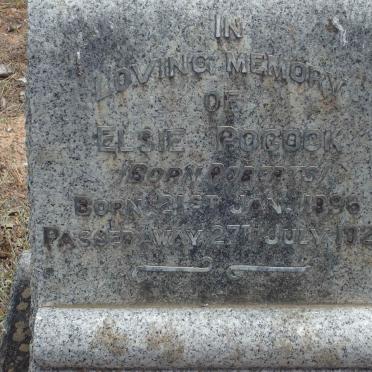 IN
LOVING MEMORY
OF
ELSIE POCOCK
(BORN ROBERTS)
BORN 21ST JAN. 1896
PASSED AWAY 27TH JULY